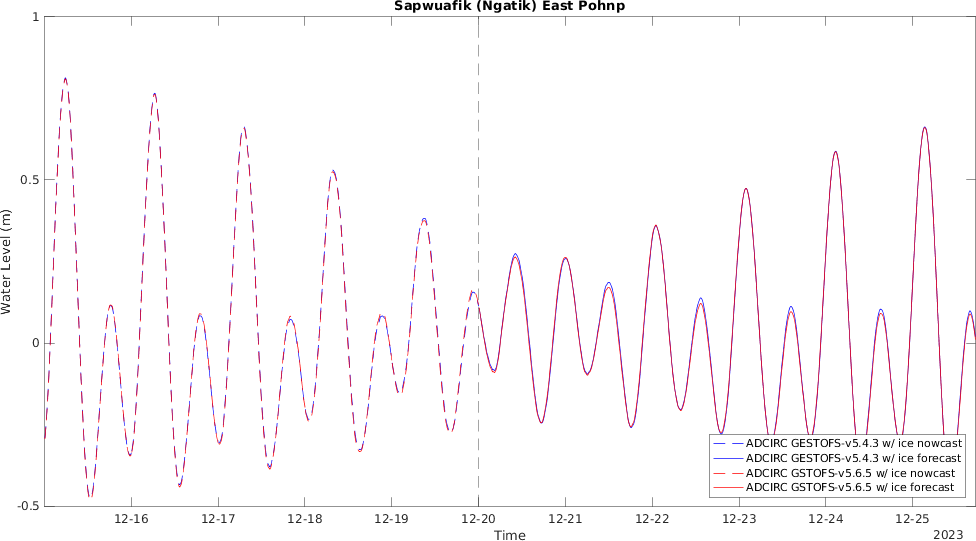 Sapwuafik (Ngatik) East Pohnp
1
0.5
0
-0.5
Water Level (m)
12-16 12-17 12-18 12-19 12-20 12-21 12-22 12-23 12-24 12-25
Time
2023
ADCIRC GESTOFS-v5.4.3 w/ ice nowcast
ADCIRC GESTOFS-v5.4.3 w/ ice forecast
ADCIRC GSTOFS-v5.6.5 w/ ice nowcast
ADCIRC GSTOFS-v5.6.5 w/ ice forecast